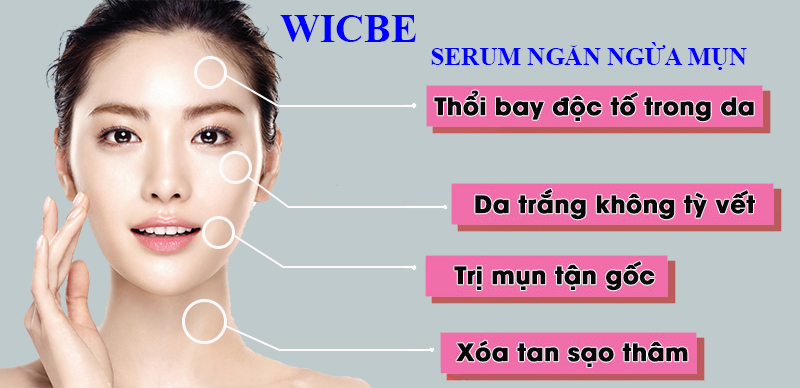 WICBE
SERUM NGĂN NGỪA MỤN
Thổi bay độc tố trong da
Da trắng không tỳ vết
Trị mụn tận gốc
Xóa tan sạo thâm